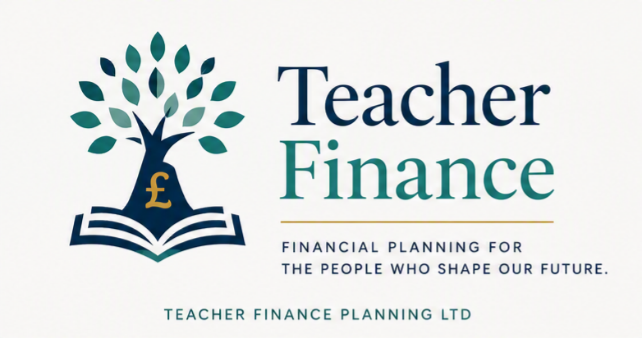 £
Teacher
Finance
FINANCIAL PLANNING FOR
THE PEOPLE WHO SHAPE OUR FUTURE.
TEACHER FINANCE PLANNING LTD